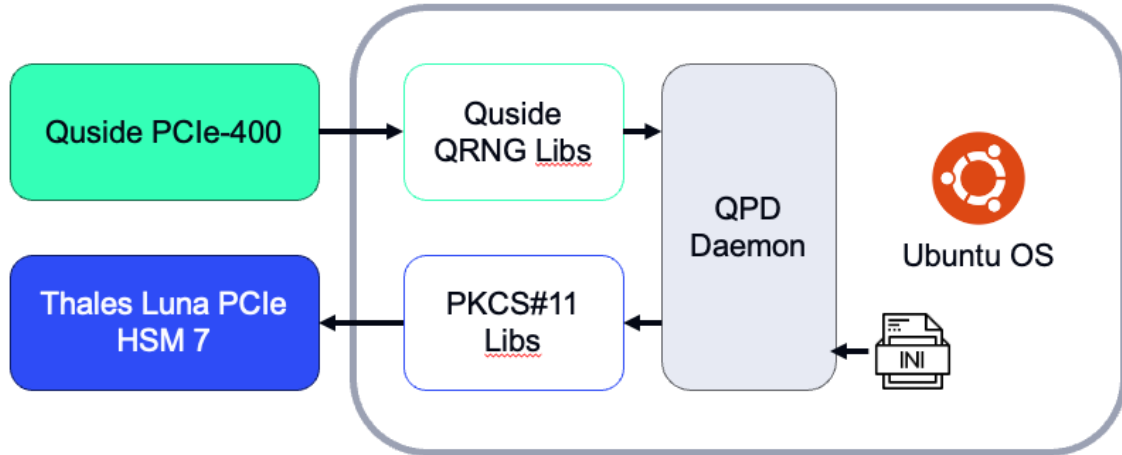 Quside PCIe-400
Quside
QRNG Libs
QPD
Daemon
Ubuntu OS
Thales Luna PCIe
HSM 7
PKCS#11
Libs
INI